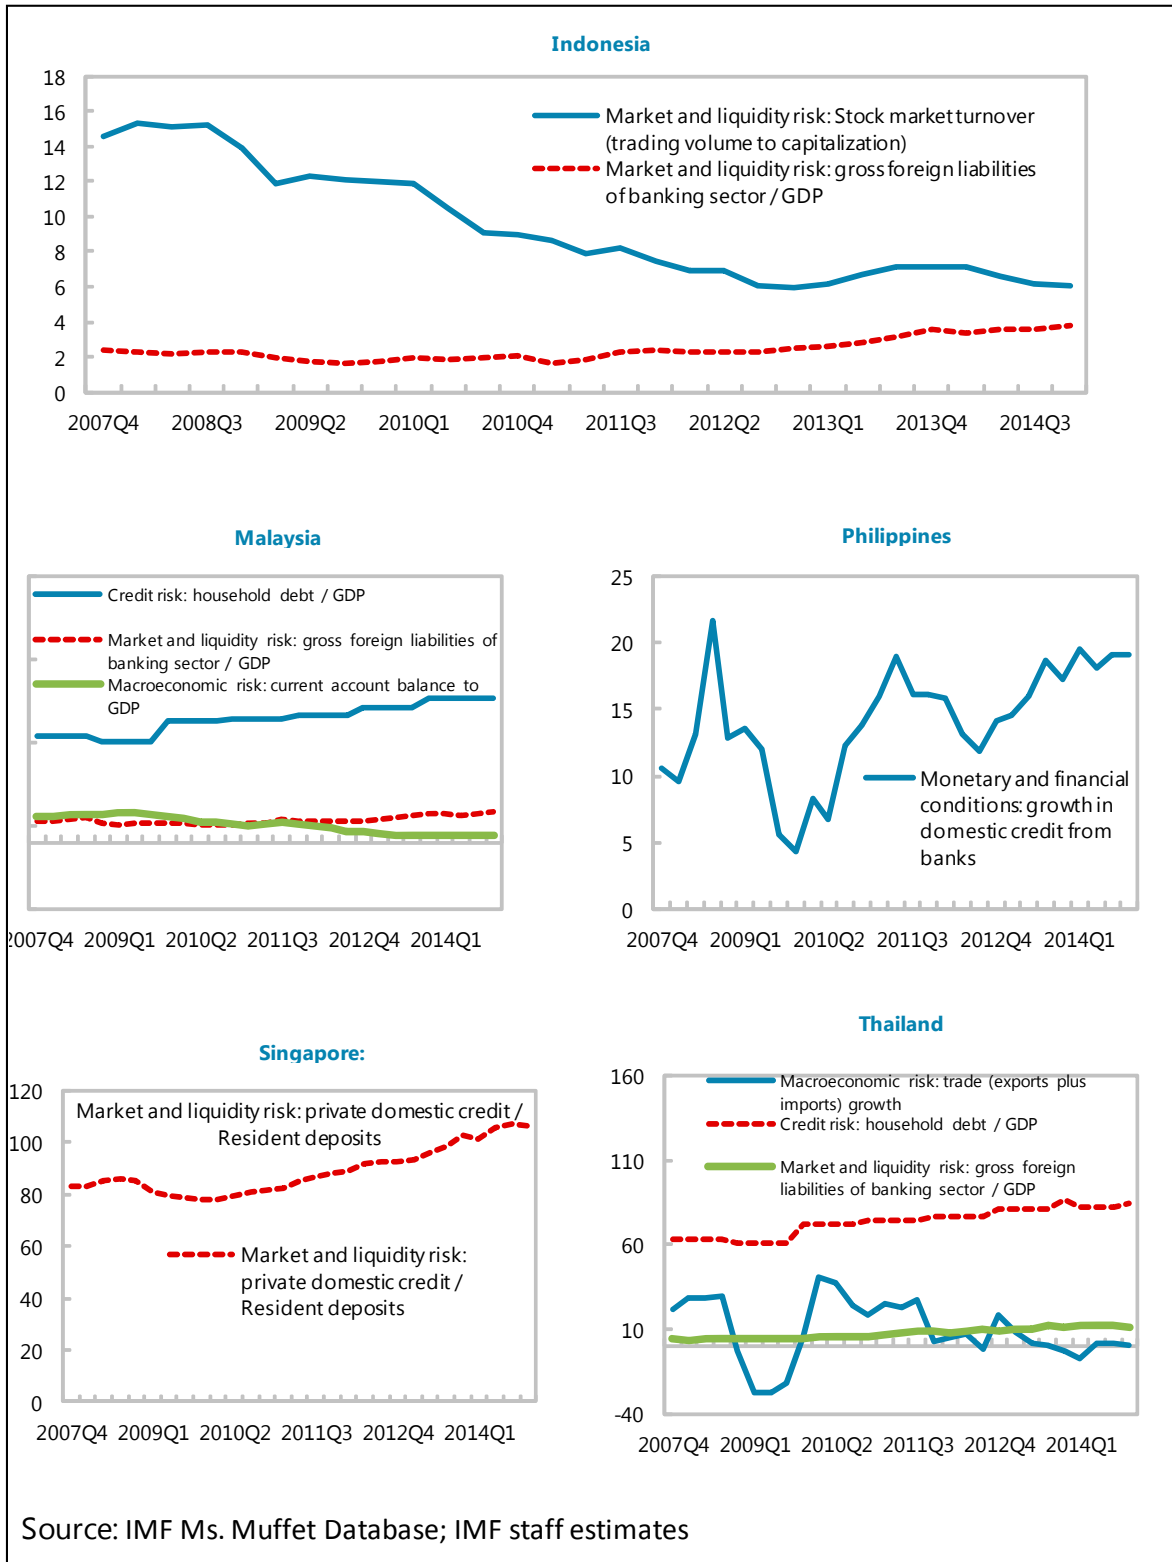 Indonesia
18
16
14
12
10
8
6
4
2
0
Market and liquidity risk: Stock market turnover
(trading volume to capitalization)
Market and liquidity risk: gross foreign liabilities
of banking sector / GDP
2007Q4 2008Q3 2009Q2 2010Q1 2010Q4 2011Q3 2012Q2 2013Q1 2013Q4 2014Q3
Malaysia
Credit risk: household debt / GDP
Market and liquidity risk: gross foreign liabilities of
banking sector / GDP
Macroeconomic risk: current account balance to
GDP
2007Q4 2009Q1 2010Q2 2011Q3 2012Q4 2014Q1
Philippines
25
20
15
10
5
0
Monetary and financial
conditions: growth in
domestic credit from
banks
2007Q4 2009Q1 2010Q2 2011Q3 2012Q4 2014Q1
Singapore:
120
100
80
60
40
20
0
Market and liquidity risk: private domestic credit /
Resident deposits
Market and liquidity risk:
private domestic credit /
Resident deposits
2007Q4 2009Q1 2010Q2 2011Q3 2012Q4 2014Q1
Thailand
160
110
60
10
-40
Macroeconomic risk: trade (exports plus
imports) growth
Credit risk: household debt / GDP
Market and liquidity risk: gross foreign
liabilities of banking sector / GDP
2007Q4 2009Q1 2010Q2 2011Q3 2012Q4 2014Q1
Source: IMF Ms. Muffet Database; IMF staff estimates